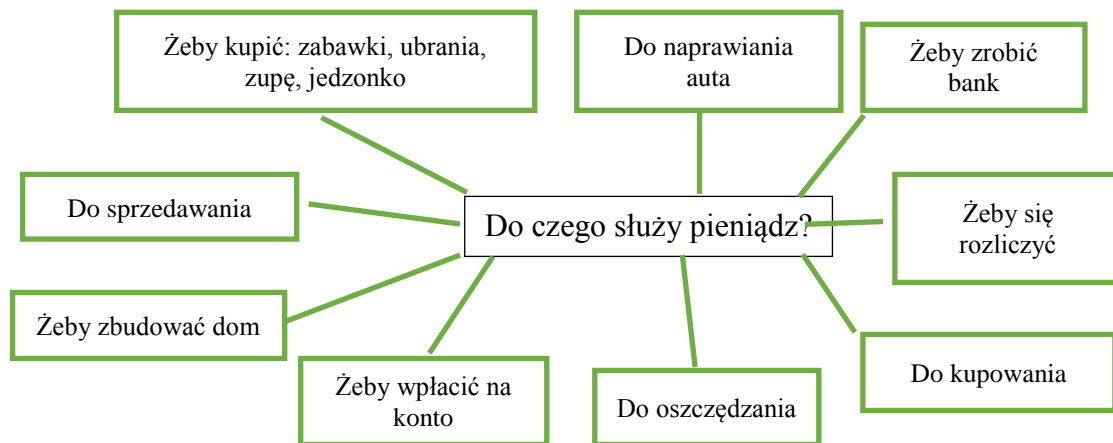 Żeby kupić: zabawki, ubrania,
zupę, jedzonko
Do naprawiania
auta
Żeby zrobić
bank
Do sprzedawania
Do czego służy pieniądz?
Żeby się
rozliczyć
Żeby zbudować dom
Żeby wpłacić na
konto
Do oszczędzania
Do kupowania